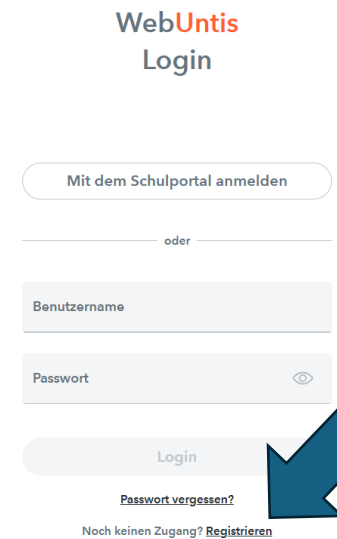 WebUntis
Login
Mit dem Schulportal anmelden
oder
Benutzername
Passwort
Login
Passwort vergessen?
Noch keinen Zugang? Registrieren